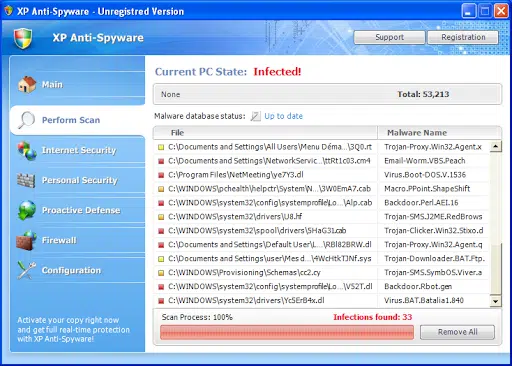 XP Anti-Spyware - Unregistred Version
XP Anti-Spyware
Support
Registration
Main
Perform Scan
Internet Security
Personal Security
Proactive Defense
Firewall
Configuration
Activate your copy right now
and get full real-time protection
with XP Anti-Spyware!
Current PC State: Infected!
None Total: 53,213
Malware database status: Up to date
File Malware Name
C:\Documents and Settings\All Users\Menu Déma...\3Q0.rt Trojan-Proxy.Win32.Agent.x
C:\Documents and Settings\NetworkServic...\ttRt1c03.cm4 Email-Worm.VBS.Peach
C:\Program Files\NetMeeting\ye7Y3.dl Virus.Boot-DOS.V.1536
C:\WINDOWS\pchealth\helpctr\System\N...\3W0EmA7.cab Macro.PPoint.ShapeShift
C:\WINDOWS\system32\config\systemprofile\Lo...\Alp.cab Backdoor.Perl.AEI.16
C:\WINDOWS\system32\drivers\U8.hf Trojan-SMS.J2ME.RedBrows
C:\WINDOWS\system32\spool\drivers\5HaG31.cab Trojan-Clicker.Win32.Stixo.d
C:\Documents and Settings\Default User\L...\RBl82BRW.dl Trojan-Proxy.Win32.Agent.q
C:\Documents and Settings\user\Mesd...\4WcHtkTJNf.sys Trojan-Downloader.BAT.Ftp.
C:\WINDOWS\Provisioning\Schemas\cc2.cy Trojan-SMS.SymbOS.Viver.a
C:\WINDOWS\system32\config\systemprofile\Lo...\V52T.dl Backdoor.Rbot.gen
C:\WINDOWS\system32\drivers\Yc5ErB4x.dl Virus.BAT.Batalia1.840
Scan Process: 100% Infections found: 33
Remove All